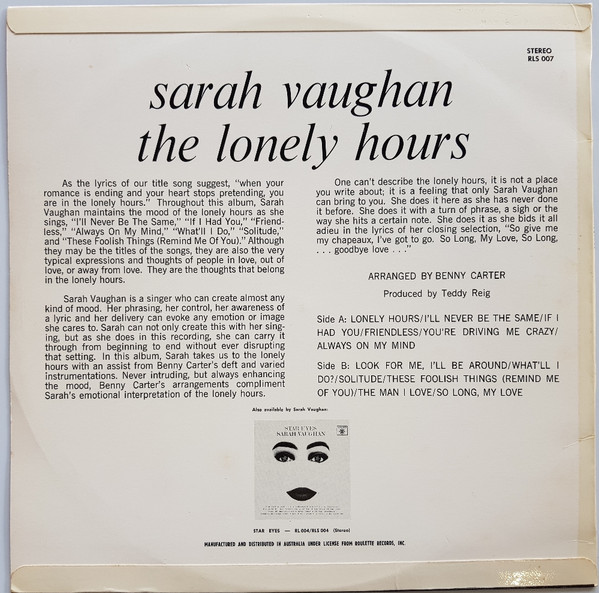 STEREO
RLS 007
sarah vaughan
the lonely hours
As the lyrics of our title song suggest, "when your
romance is ending and your heart stops pretending, you
are in the lonely hours." Throughout this album, Sarah
Vaughan maintains the mood of the lonely hours as she
sings, "I'll Never Be The Same," "If I Had You," "Friend-
less," "Always On My Mind," "What'll I Do," "Solitude,"
and "These Foolish Things (Remind Me Of You)." Although
they may be the titles of the songs, they are also the very
typical expressions and thoughts of people in love, out of
love, or away from love. They are the thoughts that belong
in the lonely hours.
Sarah Vaughan is a singer who can create almost any
kind of mood. Her phrasing, her control, her awareness of
a lyric and her delivery can evoke any emotion or image
she cares to. Sarah can not only create this with her sing-
ing, but as she does in this recording, she can carry it
through from beginning to end without ever disrupting
that setting. In this album, Sarah takes us to the lonely
hours with an assist from Benny Carter's deft and varied
instrumentations. Never intruding, but always enhancing
the mood, Benny Carter's arrangements compliment
Sarah's emotional interpretation of the lonely hours.
One can't describe the lonely hours, it is not a place
you write about; it is a feeling that only Sarah Vaughan
can bring to you. She does it here as she has never done
it before. She does it with a turn of phrase, a sigh or the
way she hits a certain note. She does it as she bids it all
adieu in the lyrics of her closing selection, "So give me
my chapeaux, I've got to go. So Long, My Love, So Long,
. . . goodbye love . . ."
ARRANGED BY BENNY CARTER
Produced by Teddy Reig
Side A: LONELY HOURS/I'LL NEVER BE THE SAME/IF I
HAD YOU/FRIENDLESS/YOU'RE DRIVING ME CRAZY/
ALWAYS ON MY MIND
Side B: LOOK FOR ME, I'LL BE AROUND/WHAT'LL I
DO?/SOLITUDE/THESE FOOLISH THINGS (REMIND ME
OF YOU)/THE MAN I LOVE/SO LONG, MY LOVE
Also available by Sarah Vaughan:
STAR EYES
SARAH VAUGHAN
STAR EYES — RL 004/RLS 004 (Stereo)
MANUFACTURED AND DISTRIBUTED IN AUSTRALIA UNDER LICENSE FROM ROULETTE RECORDS, INC.